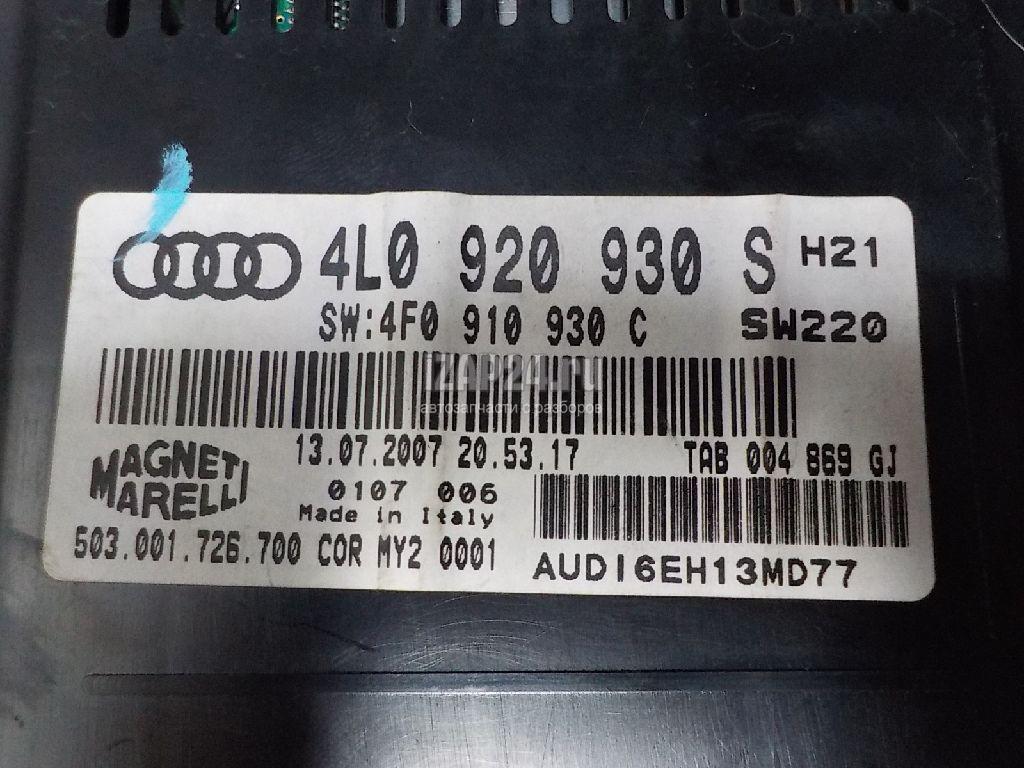 4L0 920 930 S H21
SW:4F0 910 930 C SW220
iZAP24.ru
автозапчасти с разборов
13.07.2007 20.53.17 TAB 004 869 GJ
MAGNETI
MARELLI
0107 006
Made in Italy
503.001.726.700 COR MY2 0001
AUDI6EH13MD77